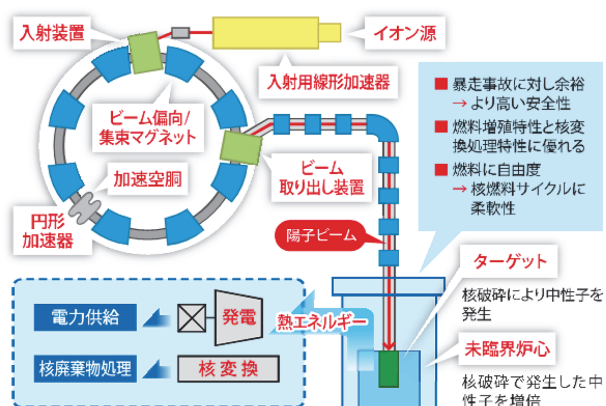 入射装置
イオン源
入射用線形加速器
ビーム偏向/
集束マグネット
加速空胴
円形
加速器
ビーム
取り出し装置
陽子ビーム
■ 暴走事故に対し余裕
→ より高い安全性
■ 燃料増殖特性と核変
換処理特性に優れる
■ 燃料に自由度
→ 核燃料サイクルに
柔軟性
ターゲット
核破砕により中性子を
発生
未臨界炉心
核破砕で発生した中
性子を増倍
熱エネルギー
発電
電力供給
核変換
核廃棄物処理